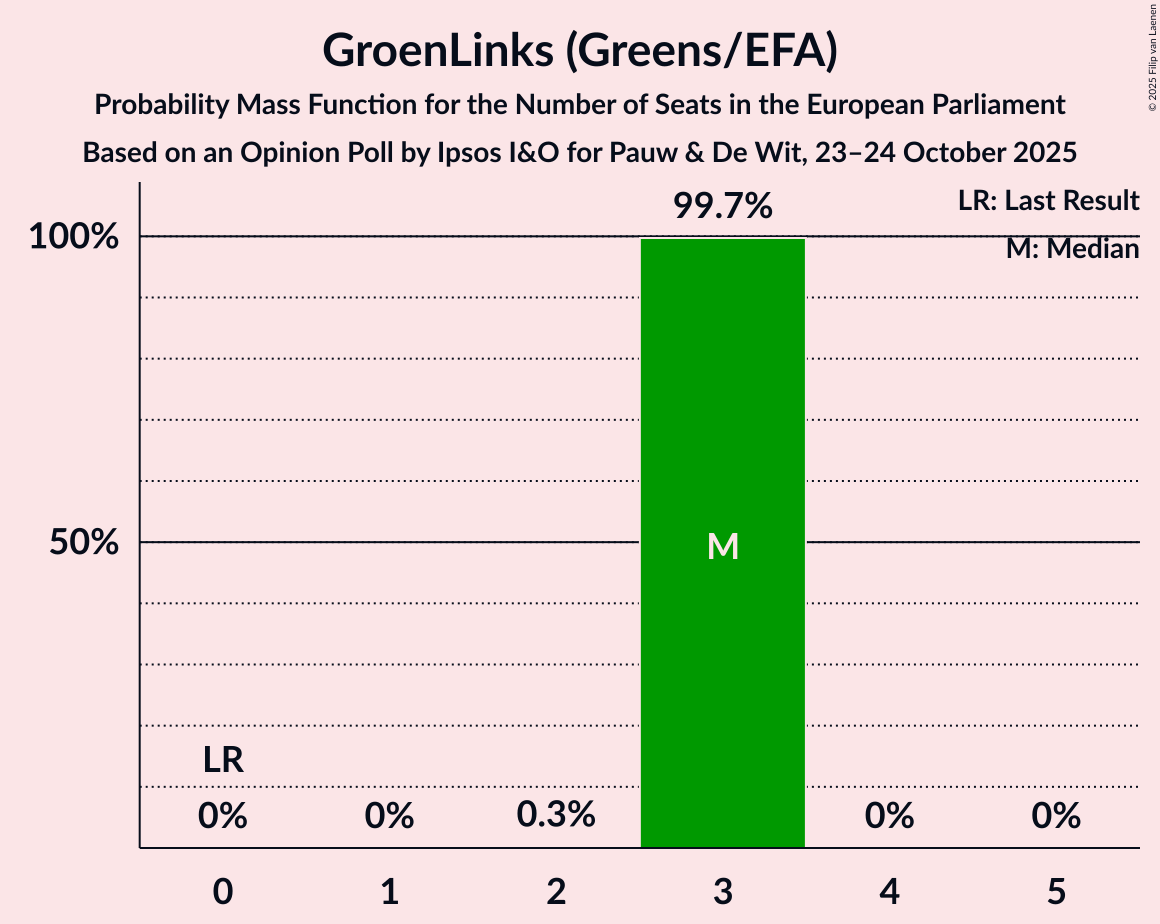 GroenLinks (Greens/EFA)
Probability Mass Function for the Number of Seats in the European Parliament
Based on an Opinion Poll by Ipsos I&O for Pauw & De Wit, 23–24 October 2025
© 2025 Filip van Laenen
LR: Last Result
M: Median
99.7%
100%
50%
M
LR
0%
0%
0.3%
0%
0%
0
1
2
3
4
5